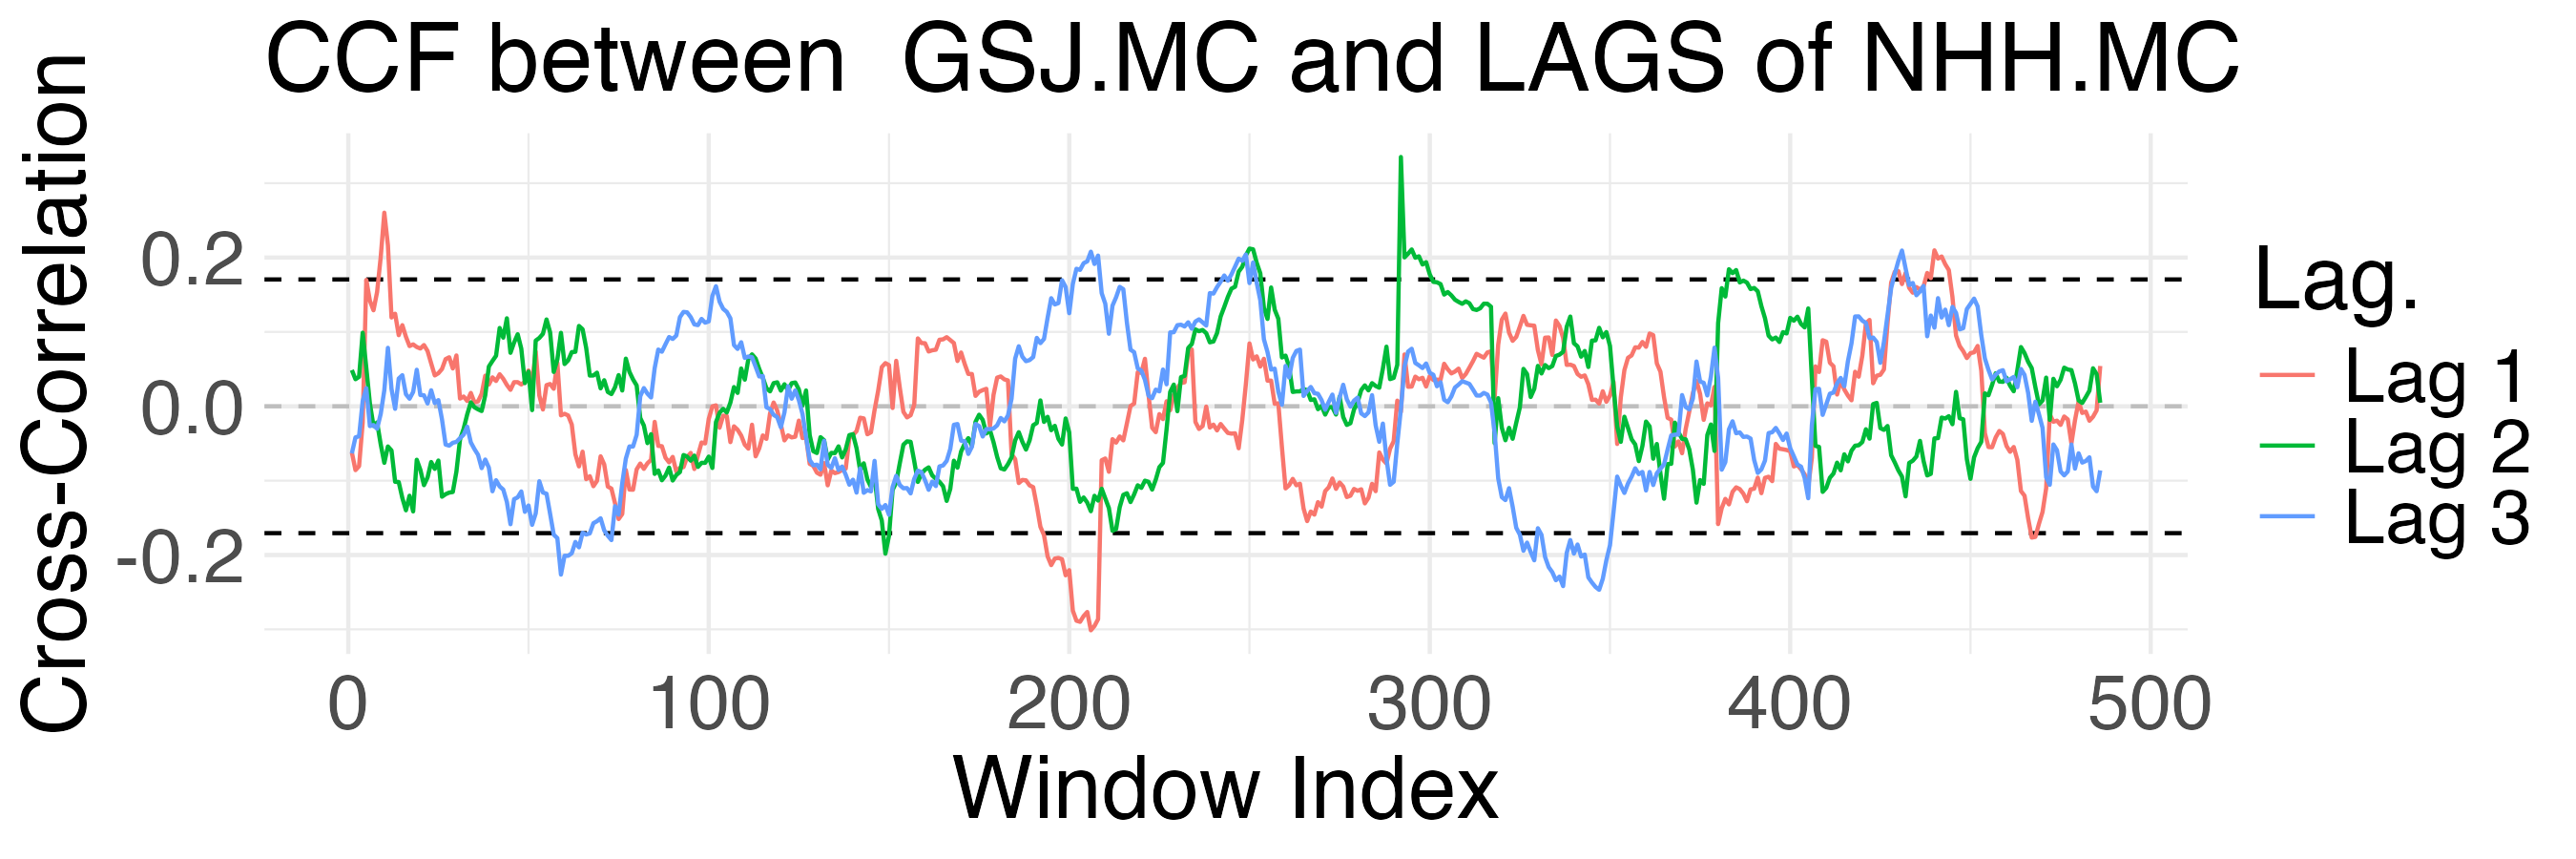 CCF between  GSJ.MC and LAGS of NHH.MC
Cross-Correlation
0.2
0.0
-0.2
0 100 200 300 400 500
Window Index
Lag.
Lag 1
Lag 2
Lag 3